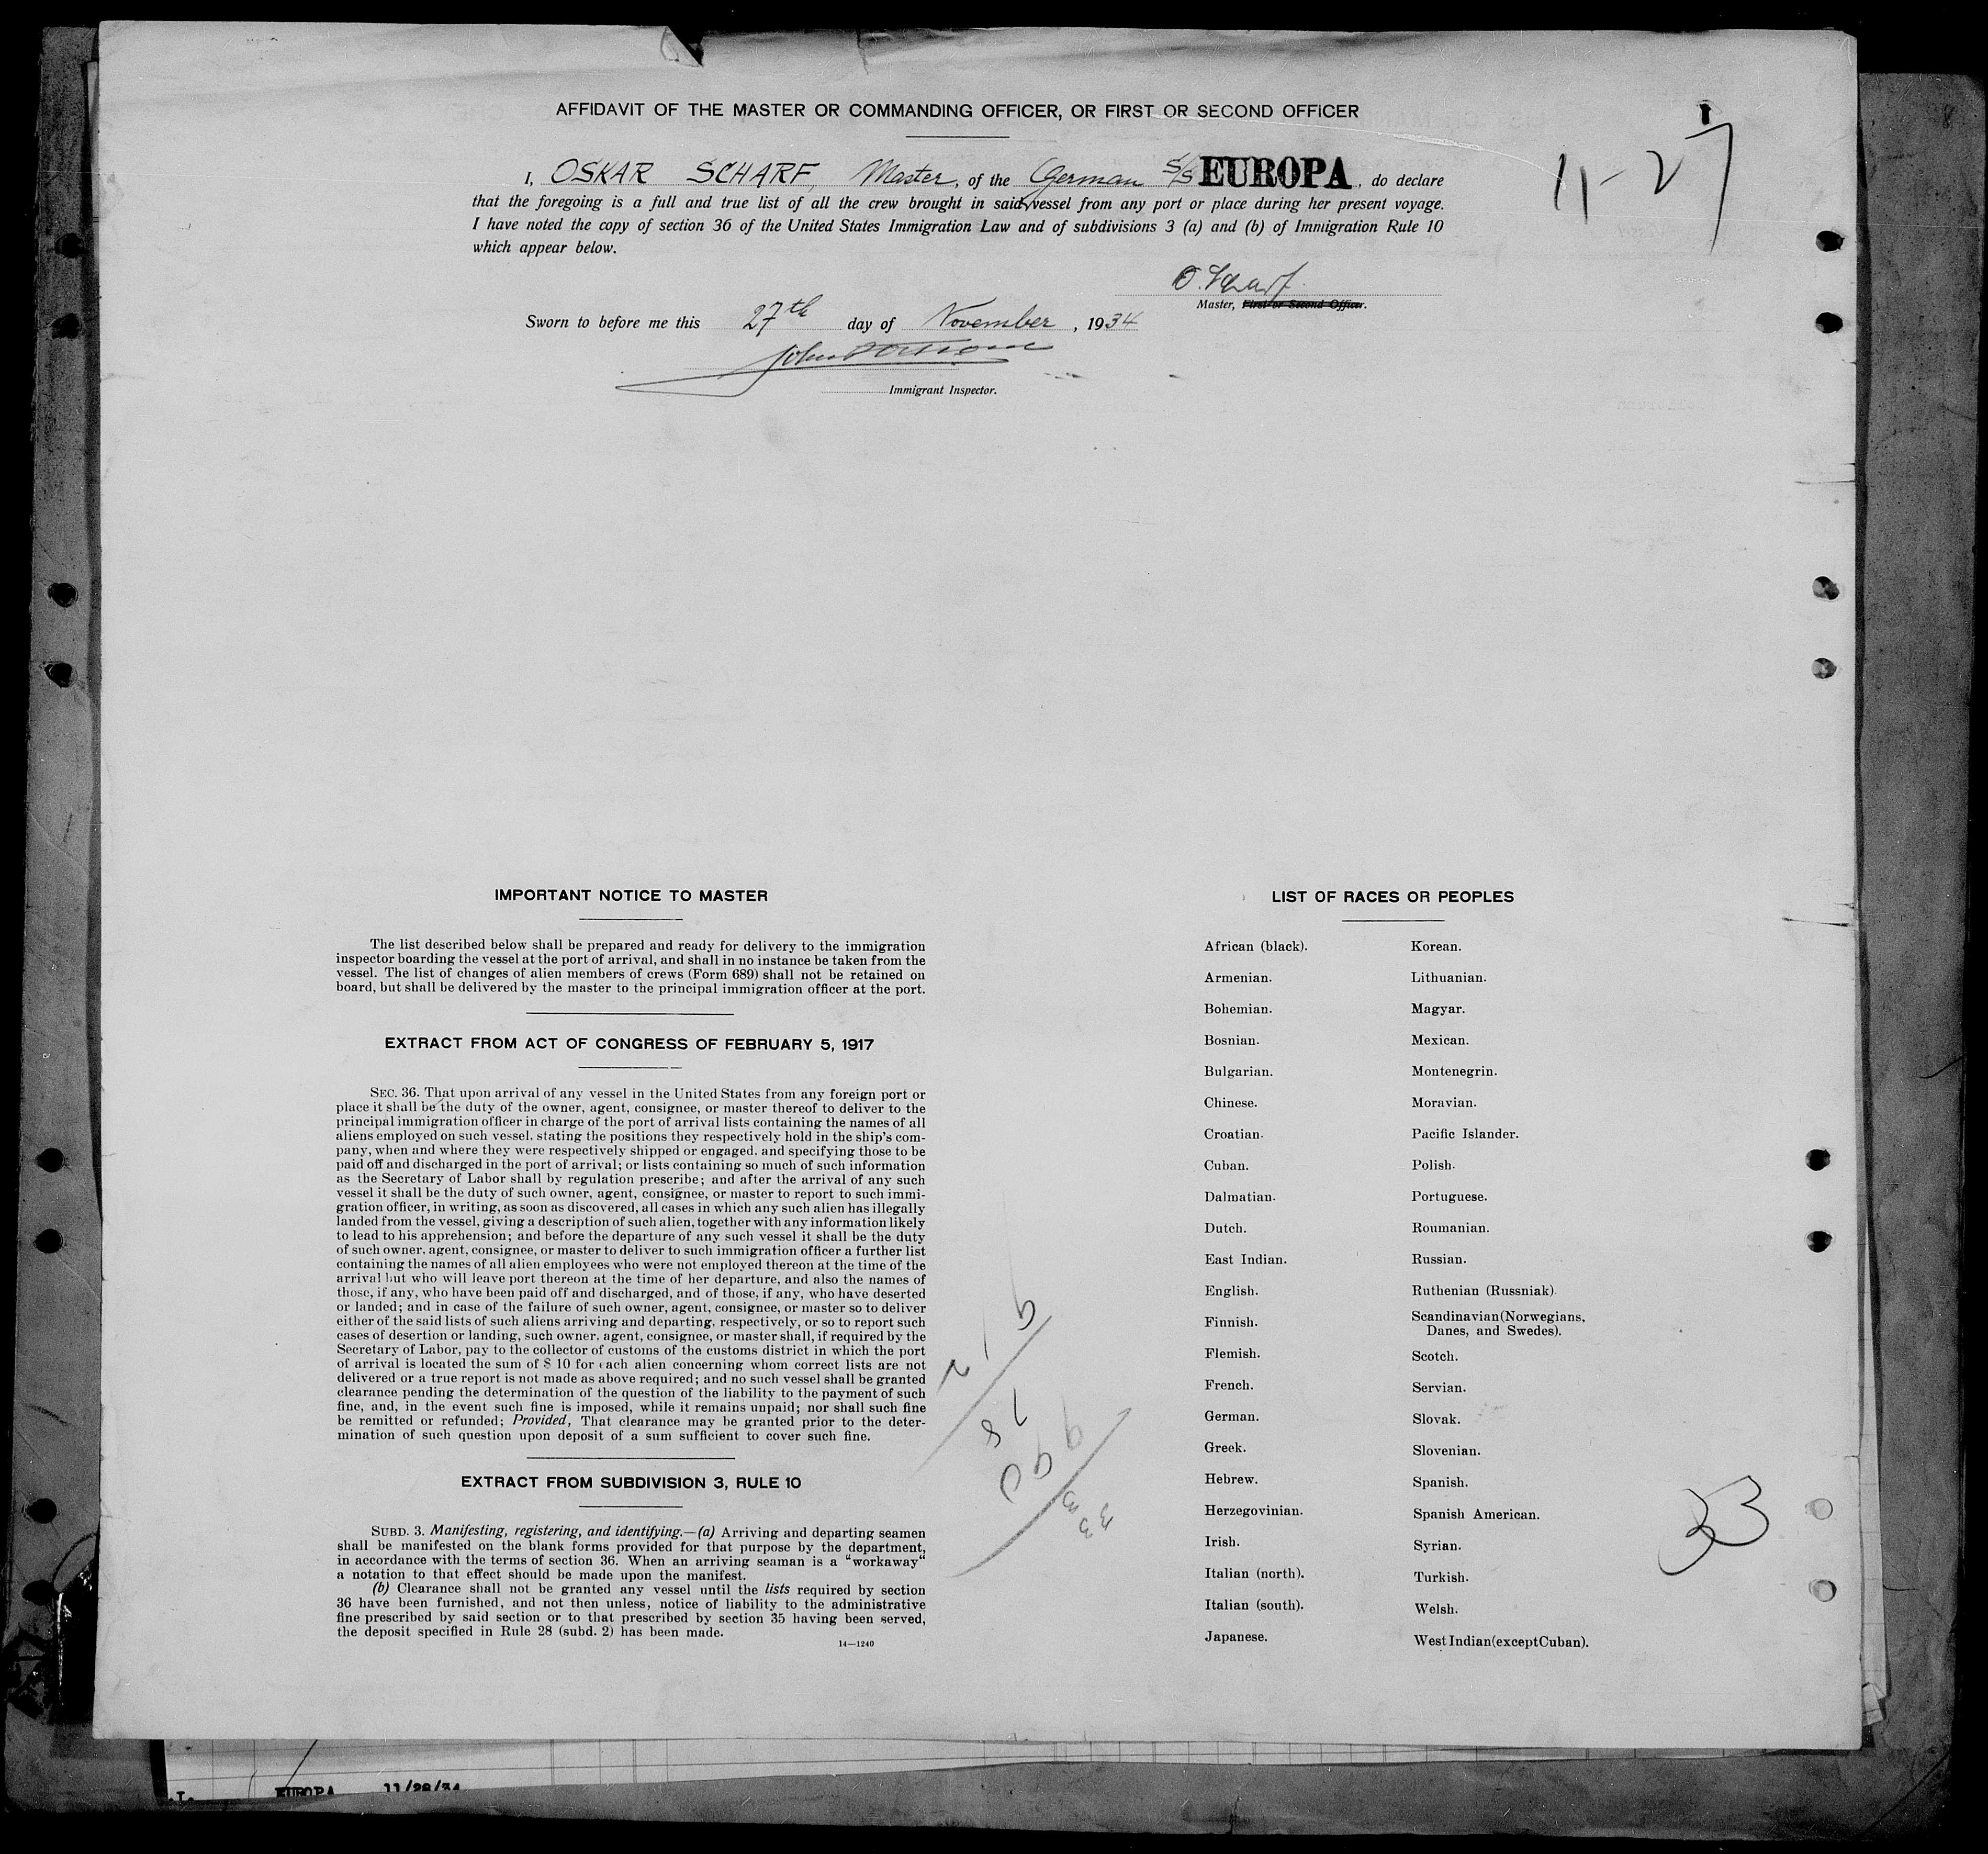 AFFIDAVIT OF THE MASTER OR COMMANDING OFFICER, OR FIRST OR SECOND OFFICER
1
11-27
I, OSKAR SCHARF, Master, of the German S/S EUROPA, do declare
that the foregoing is a full and true list of all the crew brought in said vessel from any port or place during her present voyage.
I have noted the copy of section 36 of the United States Immigration Law and of subdivisions 3 (a) and (b) of Immigration Rule 10
which appear below.
O. Scharf.
Master, First or Second Officer.
Sworn to before me this 27th day of November, 1934
Immigrant Inspector.
IMPORTANT NOTICE TO MASTER
The list described below shall be prepared and ready for delivery to the immigration
inspector boarding the vessel at the port of arrival, and shall in no instance be taken from the
vessel. The list of changes of alien members of crews (Form 689) shall not be retained on
board, but shall be delivered by the master to the principal immigration officer at the port.
EXTRACT FROM ACT OF CONGRESS OF FEBRUARY 5, 1917
SEC. 36. That upon arrival of any vessel in the United States from any foreign port or
place it shall be the duty of the owner, agent, consignee, or master thereof to deliver to the
principal immigration officer in charge of the port of arrival lists containing the names of all
aliens employed on such vessel, stating the positions they respectively hold in the ship's com-
pany, when and where they were respectively shipped or engaged, and specifying those to be
paid off and discharged in the port of arrival; or lists containing so much of such information
as the Secretary of Labor shall by regulation prescribe; and after the arrival of any such
vessel it shall be the duty of such owner, agent, consignee, or master to report to such immi-
gration officer, in writing, as soon as discovered, all cases in which any such alien has illegally
landed from the vessel, giving a description of such alien, together with any information likely
to lead to his apprehension; and before the departure of any such vessel it shall be the duty
of such owner, agent, consignee, or master to deliver to such immigration officer a further list
containing the names of all alien employees who were not employed thereon at the time of the
arrival but who will leave port thereon at the time of her departure, and also the names of
those, if any, who have been paid off and discharged, and of those, if any, who have deserted
or landed; and in case of the failure of such owner, agent, consignee, or master so to deliver
either of the said lists of such aliens arriving and departing, respectively, or so to report such
cases of desertion or landing, such owner, agent, consignee, or master shall, if required by the
Secretary of Labor, pay to the collector of customs of the customs district in which the port
of arrival is located the sum of $ 10 for each alien concerning whom correct lists are not
delivered or a true report is not made as above required; and no such vessel shall be granted
clearance pending the determination of the question of the liability to the payment of such
fine, and, in the event such fine is imposed, while it remains unpaid; nor shall such fine
be remitted or refunded; Provided, That clearance may be granted prior to the deter-
mination of such question upon deposit of a sum sufficient to cover such fine.
EXTRACT FROM SUBDIVISION 3, RULE 10
SUBD. 3. Manifesting, registering, and identifying.—(a) Arriving and departing seamen
shall be manifested on the blank forms provided for that purpose by the department,
in accordance with the terms of section 36. When an arriving seaman is a "workaway"
a notation to that effect should be made upon the manifest.
(b) Clearance shall not be granted any vessel until the lists required by section
36 have been furnished, and not then unless, notice of liability to the administrative
fine prescribed by said section or to that prescribed by section 35 having been served,
the deposit specified in Rule 28 (subd. 2) has been made.
14—1240
LIST OF RACES OR PEOPLES
African (black).
Armenian.
Bohemian.
Bosnian.
Bulgarian.
Chinese.
Croatian.
Cuban.
Dalmatian.
Dutch.
East Indian.
English.
Finnish.
Flemish.
French.
German.
Greek.
Hebrew.
Herzegovinian.
Irish.
Italian (north).
Italian (south).
Japanese.
Korean.
Lithuanian.
Magyar.
Mexican.
Montenegrin.
Moravian.
Pacific Islander.
Polish.
Portuguese.
Roumanian.
Russian.
Ruthenian (Russniak).
Scandinavian (Norwegians,
Danes, and Swedes).
Scotch.
Servian.
Slovak.
Slovenian.
Spanish.
Spanish American.
Syrian.
Turkish.
Welsh.
West Indian (except Cuban).
33
EUROPA 11/28/34